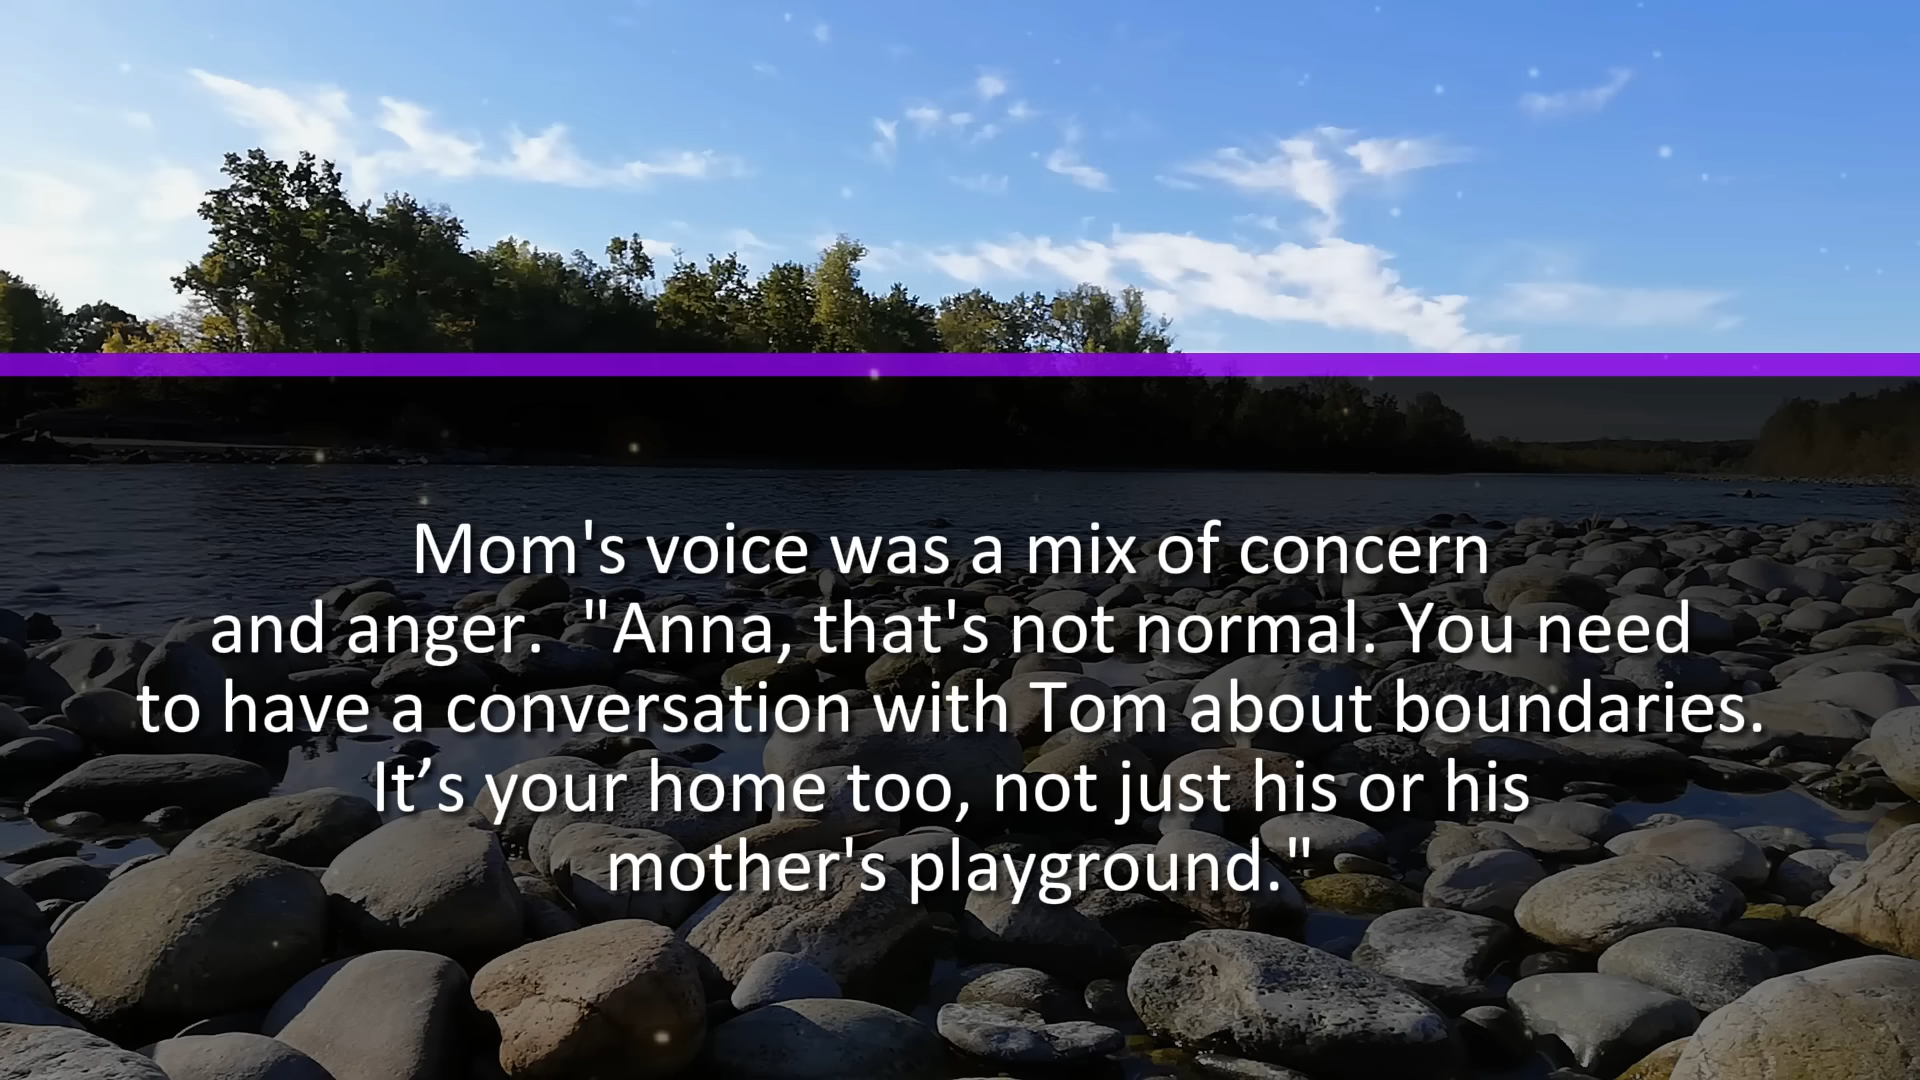 Mom's voice was a mix of concern
and anger.  "Anna, that's not normal. You need
to have a conversation with Tom about boundaries.
It’s your home too, not just his or his
mother's playground."